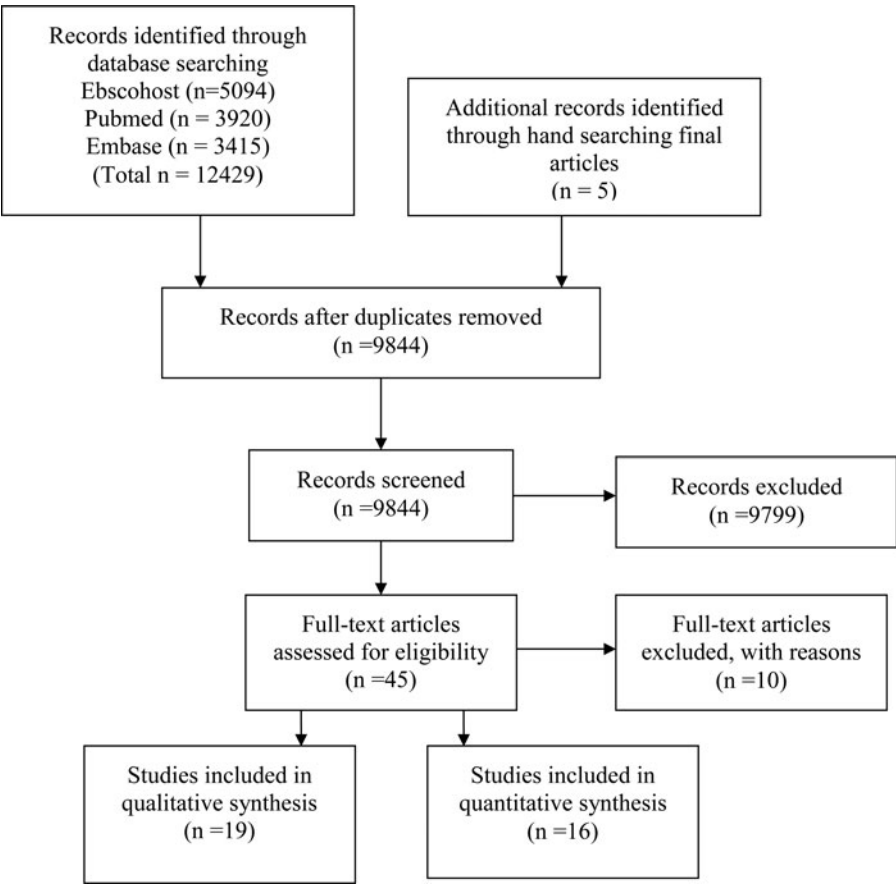 Records identified through
database searching
Ebscohost (n=5094)
Pubmed (n = 3920)
Embase (n = 3415)
(Total n = 12429)
Additional records identified
through hand searching final
articles
(n = 5)
Records after duplicates removed
(n =9844)
Records screened
(n =9844)
Records excluded
(n =9799)
Full-text articles
assessed for eligibility
(n =45)
Full-text articles
excluded, with reasons
(n =10)
Studies included in
qualitative synthesis
(n =19)
Studies included in
quantitative synthesis
(n =16)